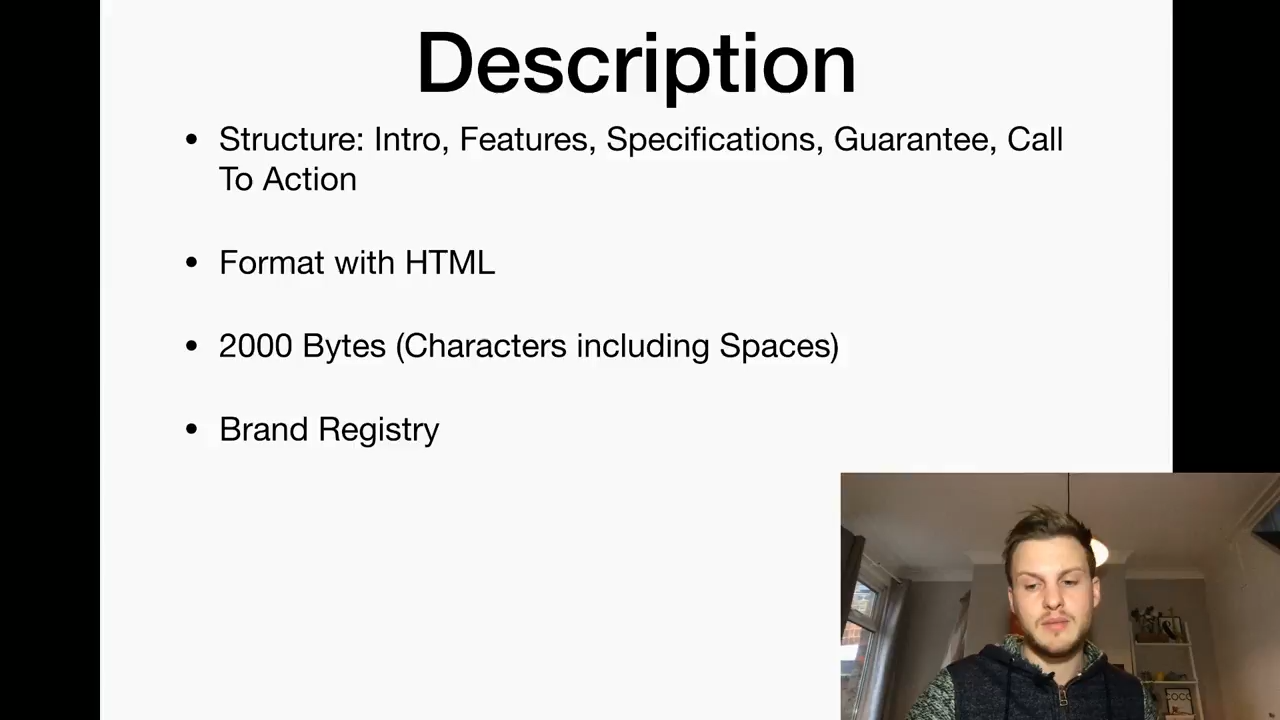 Description
• Structure: Intro, Features, Specifications, Guarantee, Call
To Action
• Format with HTML
• 2000 Bytes (Characters including Spaces)
• Brand Registry